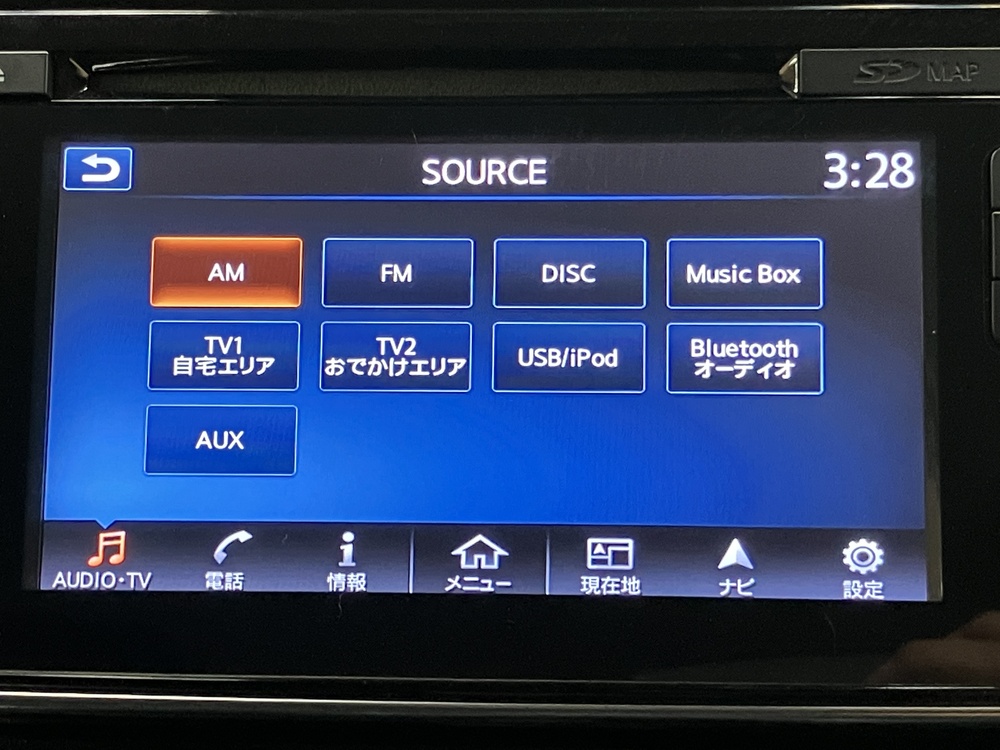 SD MAP
SOURCE
3:28
AM
FM
DISC
Music Box
TV1
自宅エリア
TV2
おでかけエリア
USB/iPod
Bluetooth
オーディオ
AUX
AUDIO・TV
電話
情報
メニュー
現在地
ナビ
設定